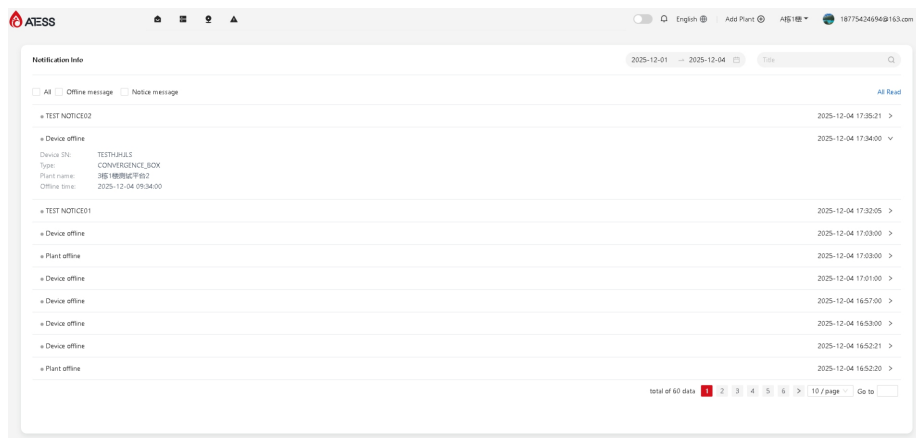 ATESS
English
Add Plant
A栋1楼
18775424694@163.com
Notification Info
2025-12-01 → 2025-12-04
Title
All
Offline message
Notice message
All Read
TEST NOTICE02 2025-12-04 17:35:21
Device offline 2025-12-04 17:34:00
Device SN: TESTHJHJLS
Type: CONVERGENCE_BOX
Plant name: 3栋1楼测试平台2
Offline time: 2025-12-04 09:34:00
TEST NOTICE01 2025-12-04 17:32:05
Device offline 2025-12-04 17:03:00
Plant offline 2025-12-04 17:03:00
Device offline 2025-12-04 17:01:00
Device offline 2025-12-04 16:57:00
Device offline 2025-12-04 16:53:00
Device offline 2025-12-04 16:52:21
Plant offline 2025-12-04 16:52:20
total of 60 data 1 2 3 4 5 6 > 10 / page Go to